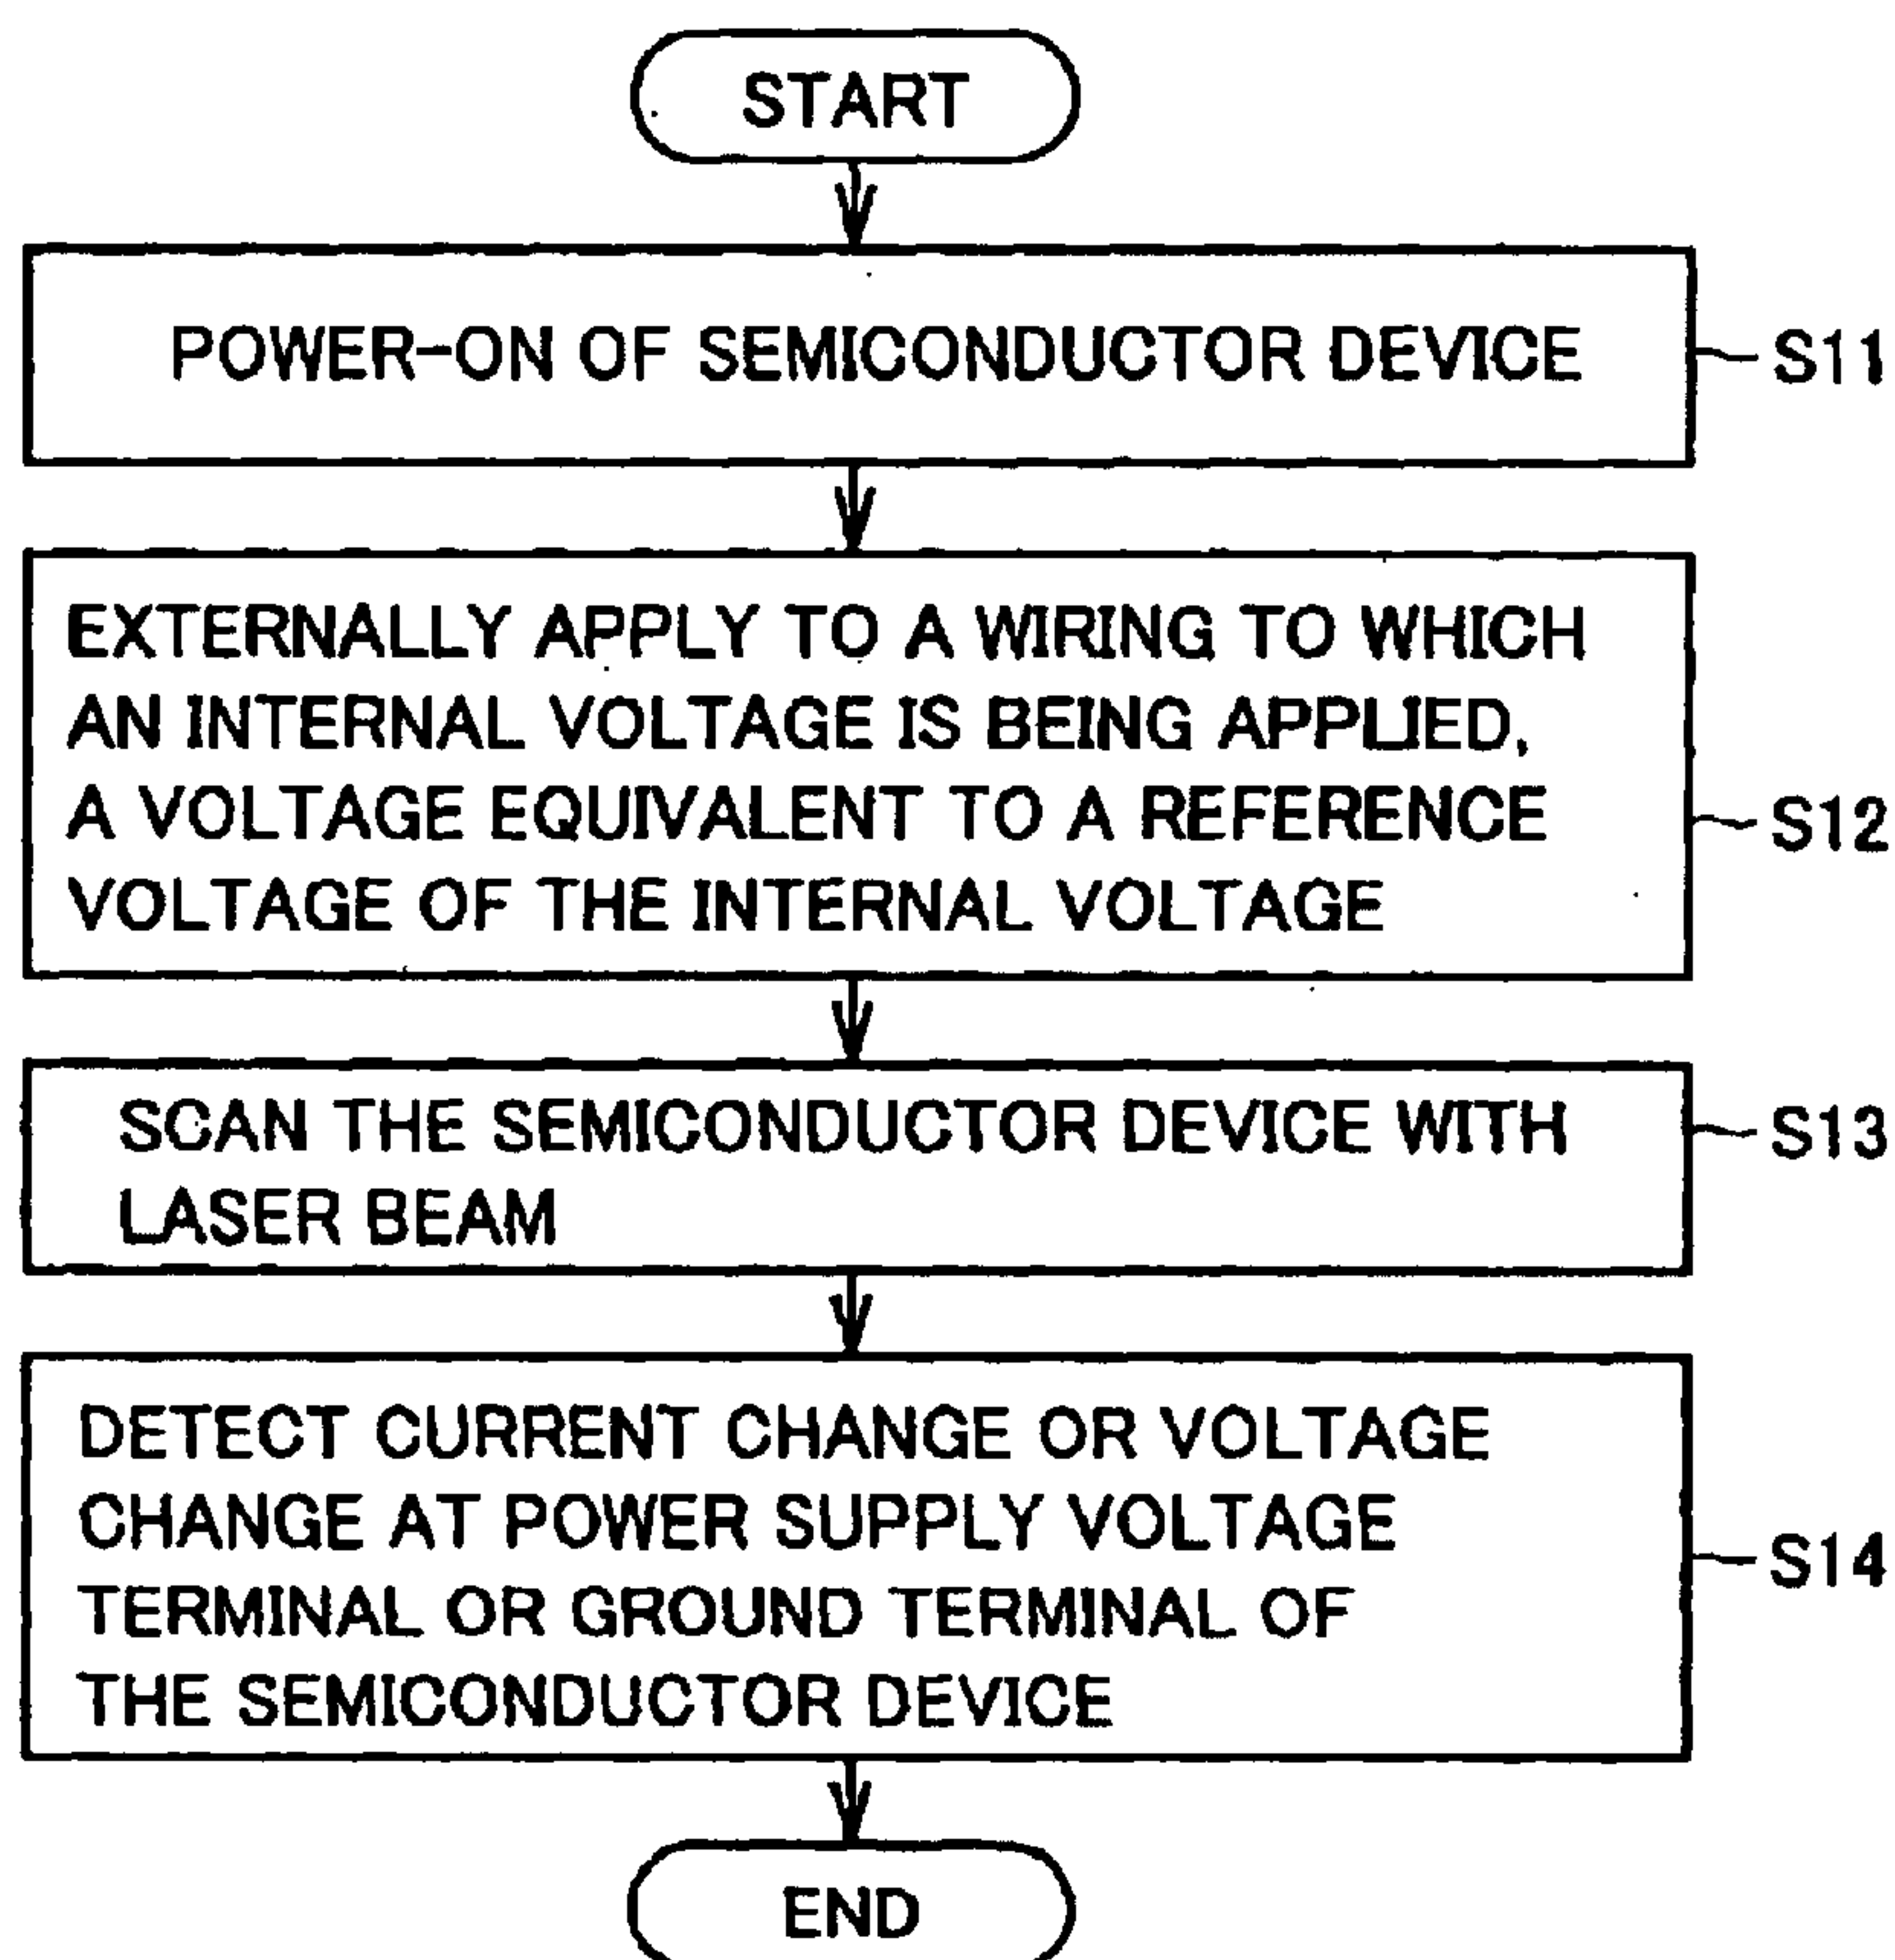 START
POWER-ON OF SEMICONDUCTOR DEVICE
S11
EXTERNALLY APPLY TO A WIRING TO WHICH
AN INTERNAL VOLTAGE IS BEING APPLIED,
A VOLTAGE EQUIVALENT TO A REFERENCE
VOLTAGE OF THE INTERNAL VOLTAGE
S12
SCAN THE SEMICONDUCTOR DEVICE WITH
LASER BEAM
S13
DETECT CURRENT CHANGE OR VOLTAGE
CHANGE AT POWER SUPPLY VOLTAGE
TERMINAL OR GROUND TERMINAL OF
THE SEMICONDUCTOR DEVICE
S14
END